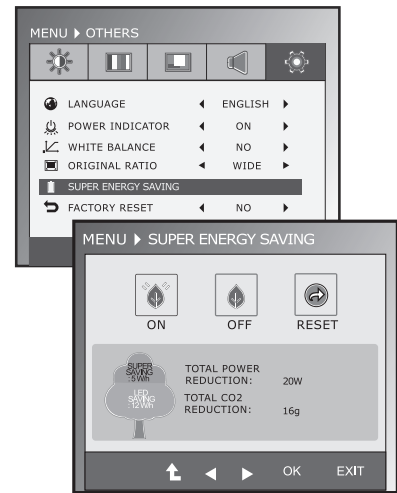 MENU ▶ OTHERS
LANGUAGE ◀ ENGLISH ▶
POWER INDICATOR ◀ ON ▶
WHITE BALANCE ◀ NO ▶
ORIGINAL RATIO ◀ WIDE ▶
SUPER ENERGY SAVING
FACTORY RESET ◀ NO ▶
MENU ▶ SUPER ENERGY SAVING
ON OFF RESET
SUPER
SAVING
: 5 W/h
LED
SAVING
: 12 W/h
TOTAL POWER
REDUCTION: 20W
TOTAL CO2
REDUCTION: 16g
OK EXIT